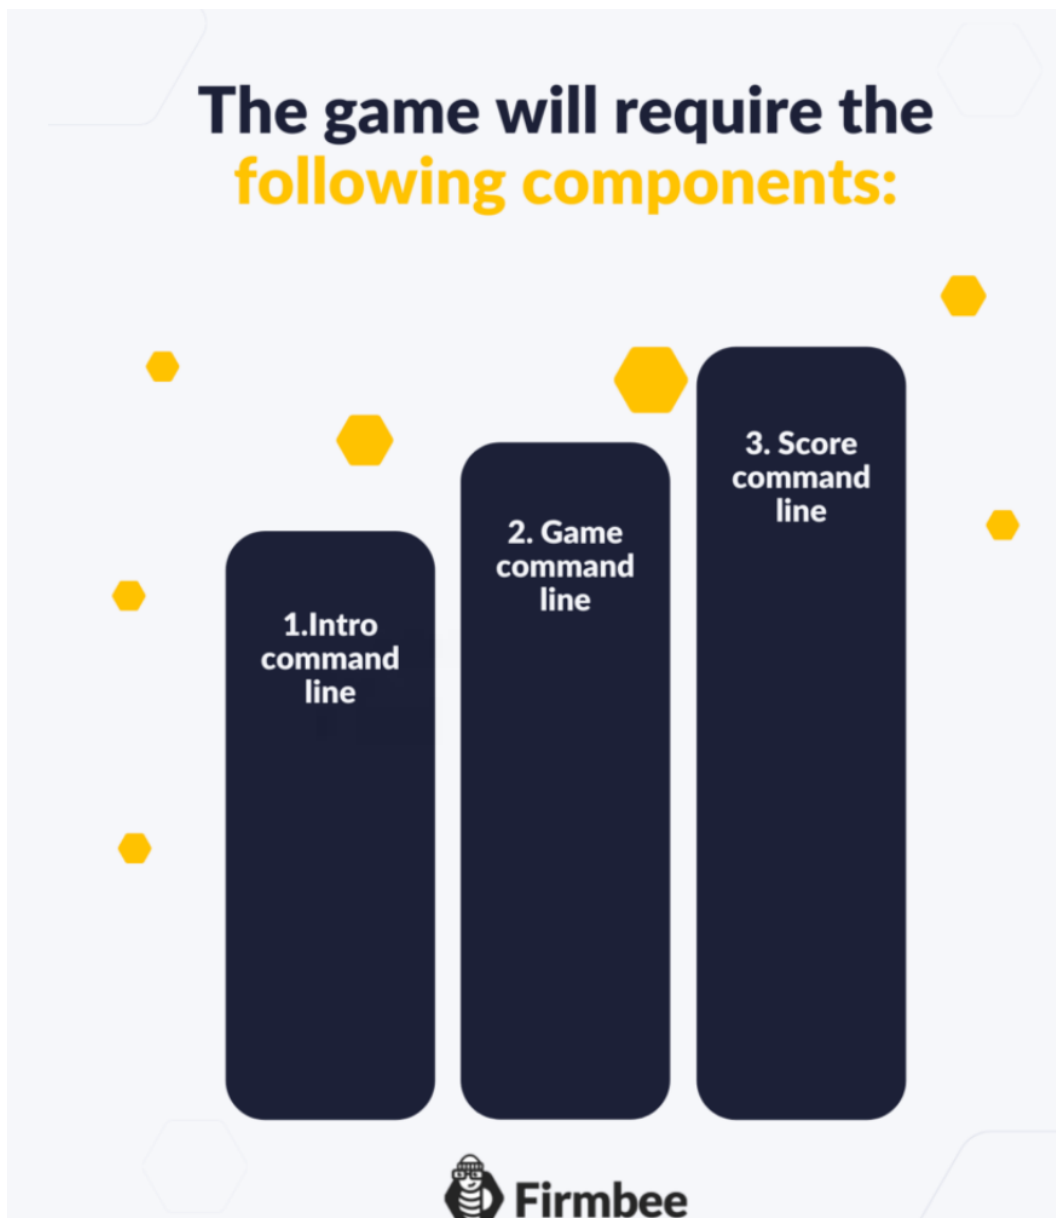 The game will require the
following components:
1.Intro
command
line
2. Game
command
line
3. Score
command
line
Firmbee